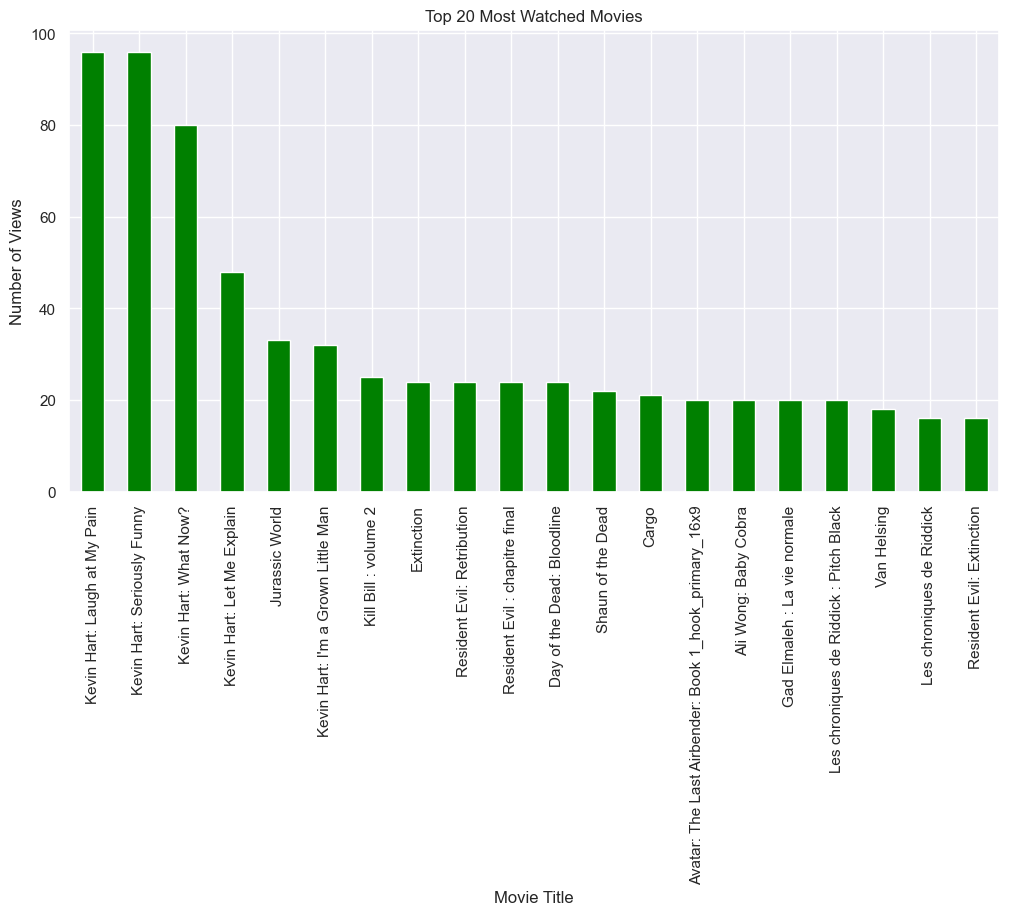 Top 20 Most Watched Movies
100
80
60
40
20
0
Number of Views
Kevin Hart: Laugh at My Pain
Kevin Hart: Seriously Funny
Kevin Hart: What Now?
Kevin Hart: Let Me Explain
Jurassic World
Kevin Hart: I'm a Grown Little Man
Kill Bill : volume 2
Extinction
Resident Evil: Retribution
Resident Evil : chapitre final
Day of the Dead: Bloodline
Shaun of the Dead
Cargo
Avatar: The Last Airbender: Book 1_hook_primary_16x9
Ali Wong: Baby Cobra
Gad Elmaleh : La vie normale
Les chroniques de Riddick : Pitch Black
Van Helsing
Les chroniques de Riddick
Resident Evil: Extinction
Movie Title